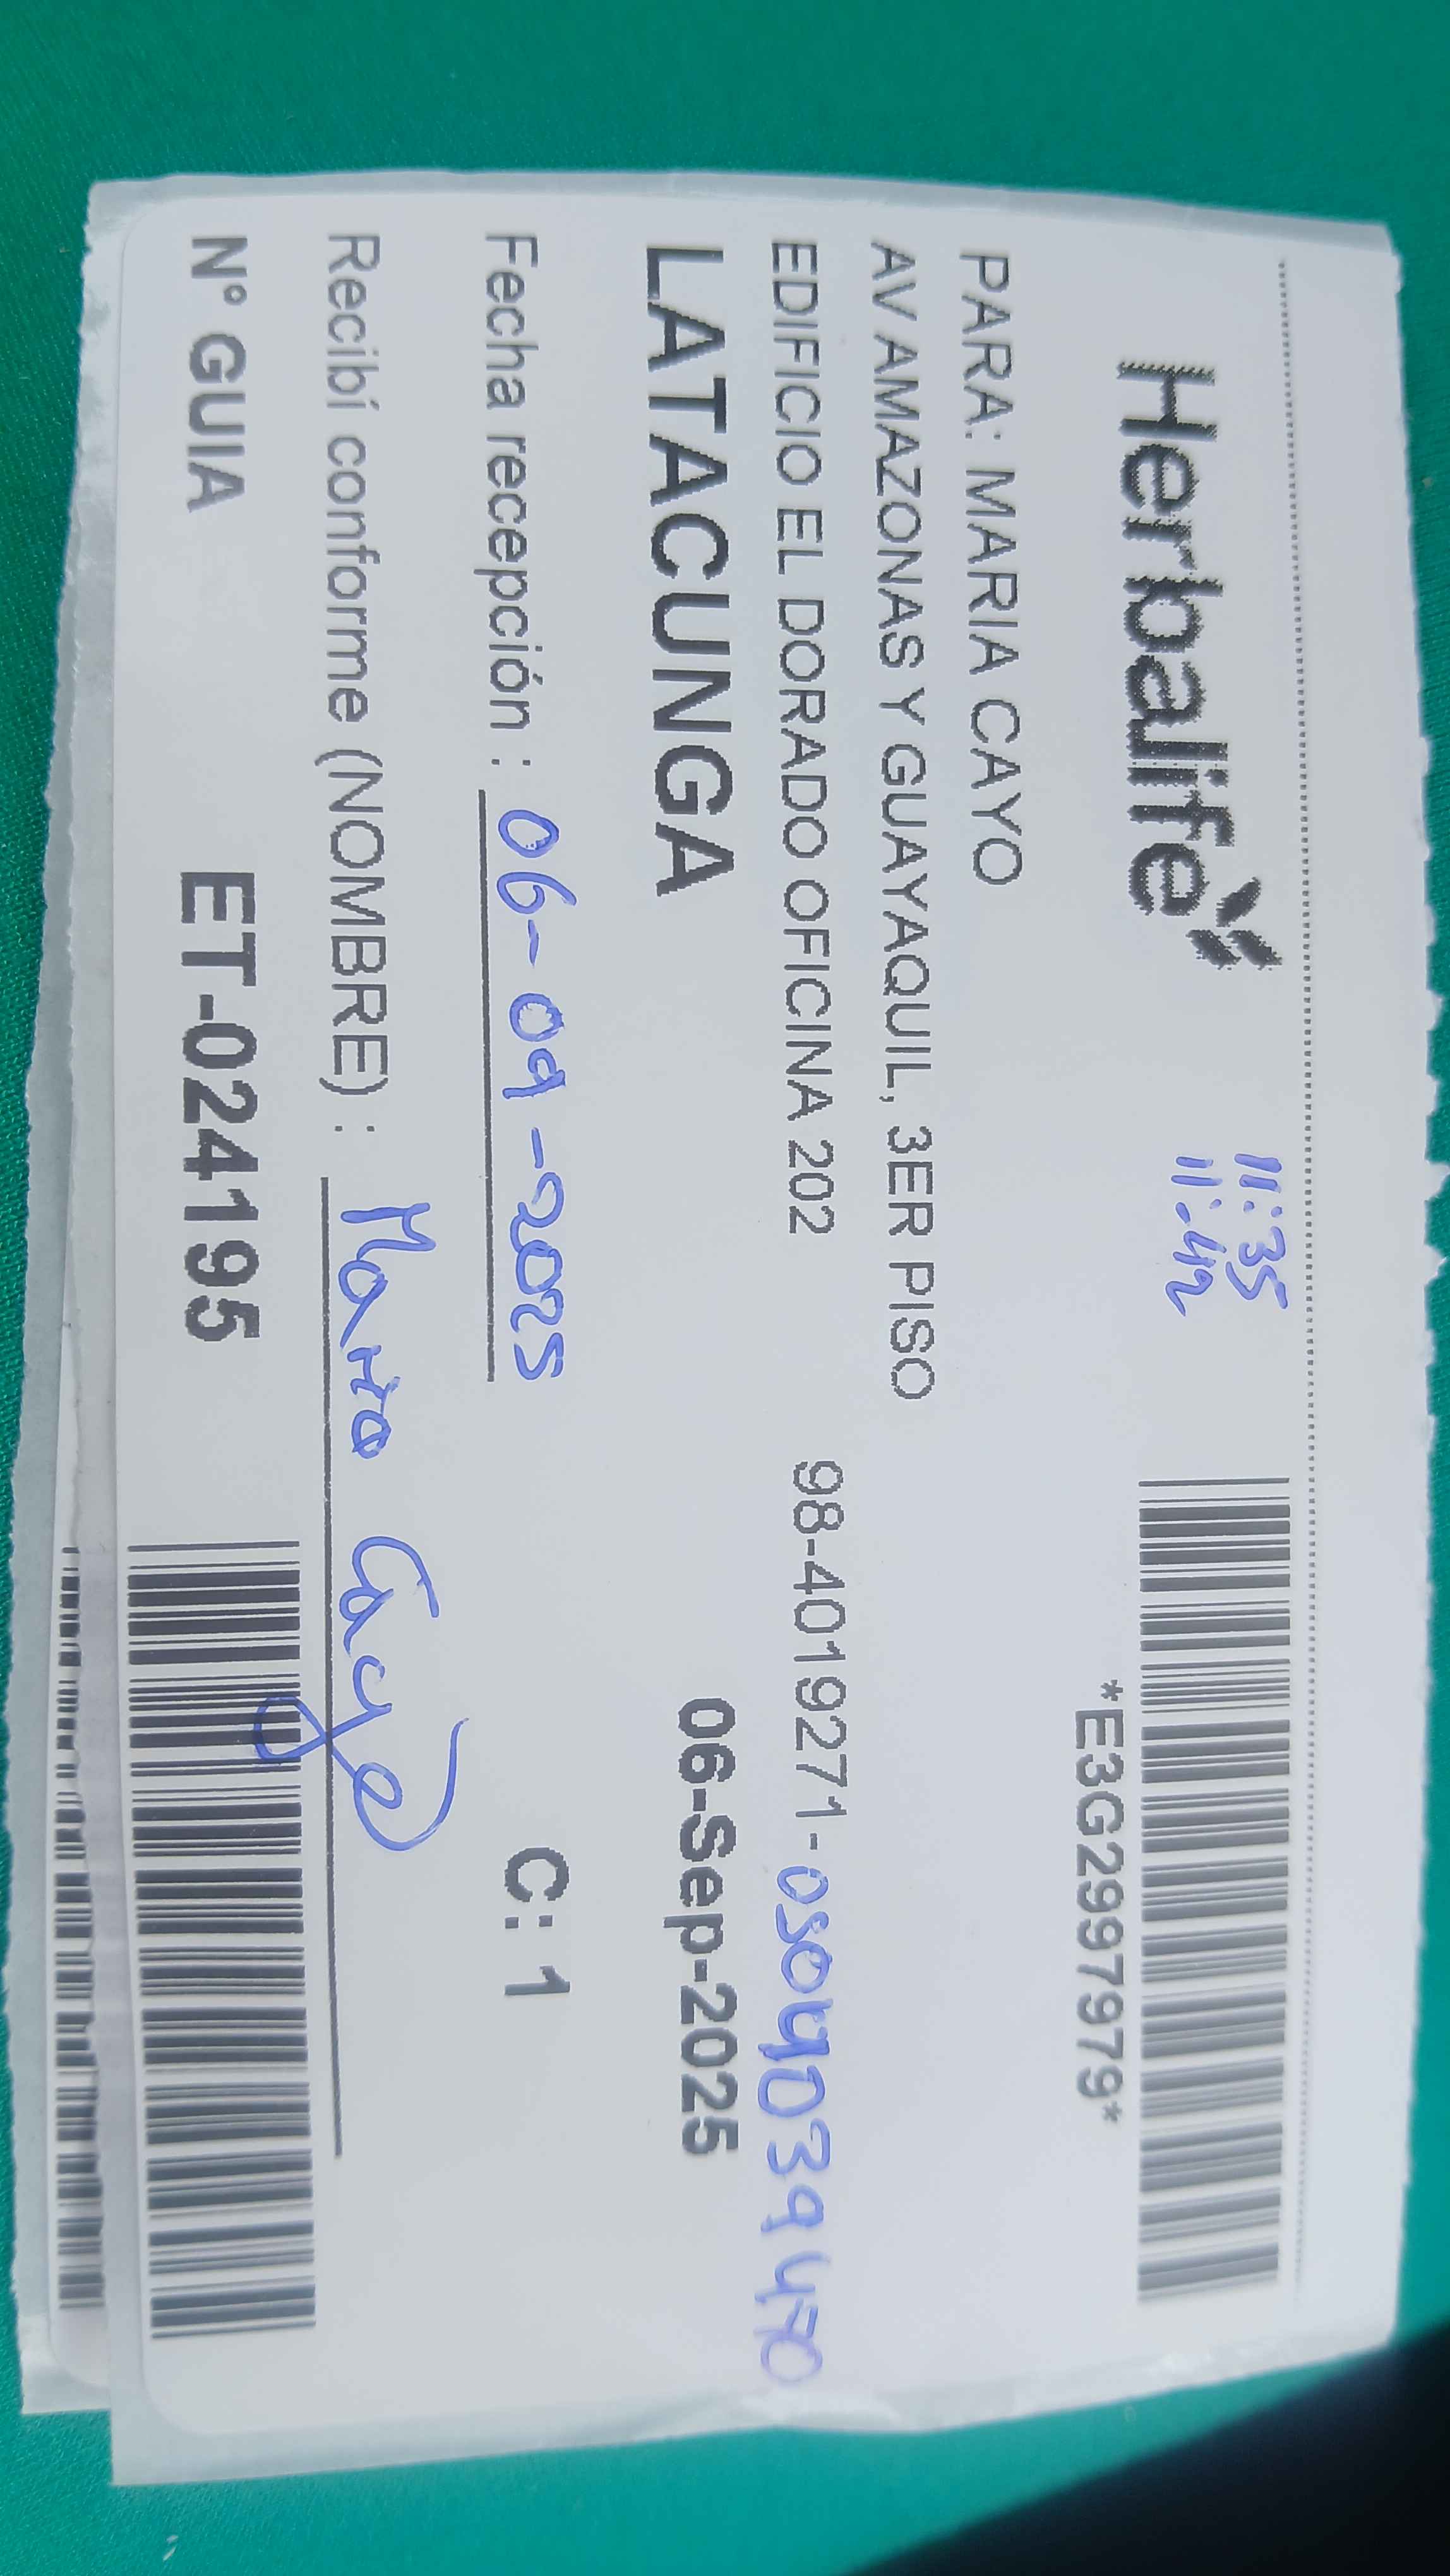 Herbalife
11:35
11:42
*E3G2997979*
PARA: MARIA CAYO
AV AMAZONAS Y GUAYAQUIL, 3ER PISO
EDIFICIO EL DORADO OFICINA 202 98-4019271-
LATACUNGA 06-Sep-2025
Fecha recepción : 06-09-2025 C: 1
Recibí conforme (NOMBRE) : Maria Cayo
Nº GUIA ET-024195